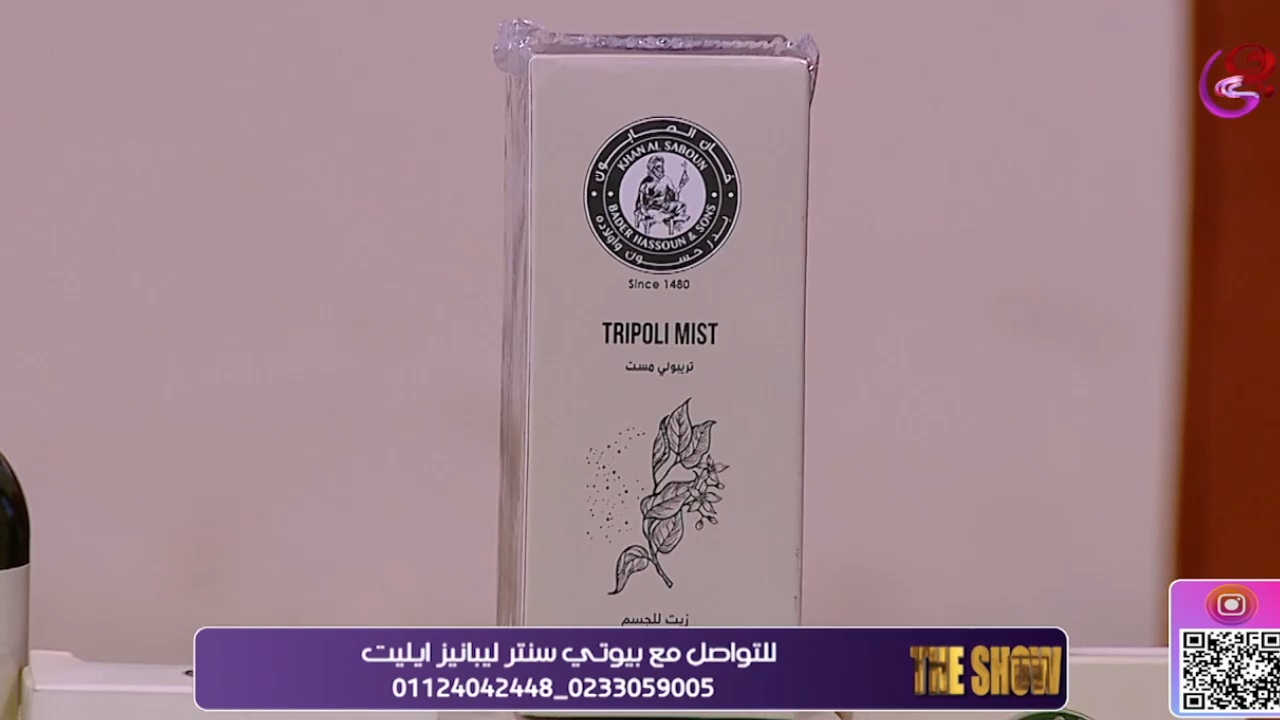 خان الصابون
KHAN AL SABOUN
BADER HASSOUN & SONS
بدر حسون وأولاده
Since 1480
TRIPOLI MIST
تريبولي مست
زيت للجسم
للتواصل مع بيوتي سنتر ليبانيز ايليت
01124042448_0233059005
THE SHOW